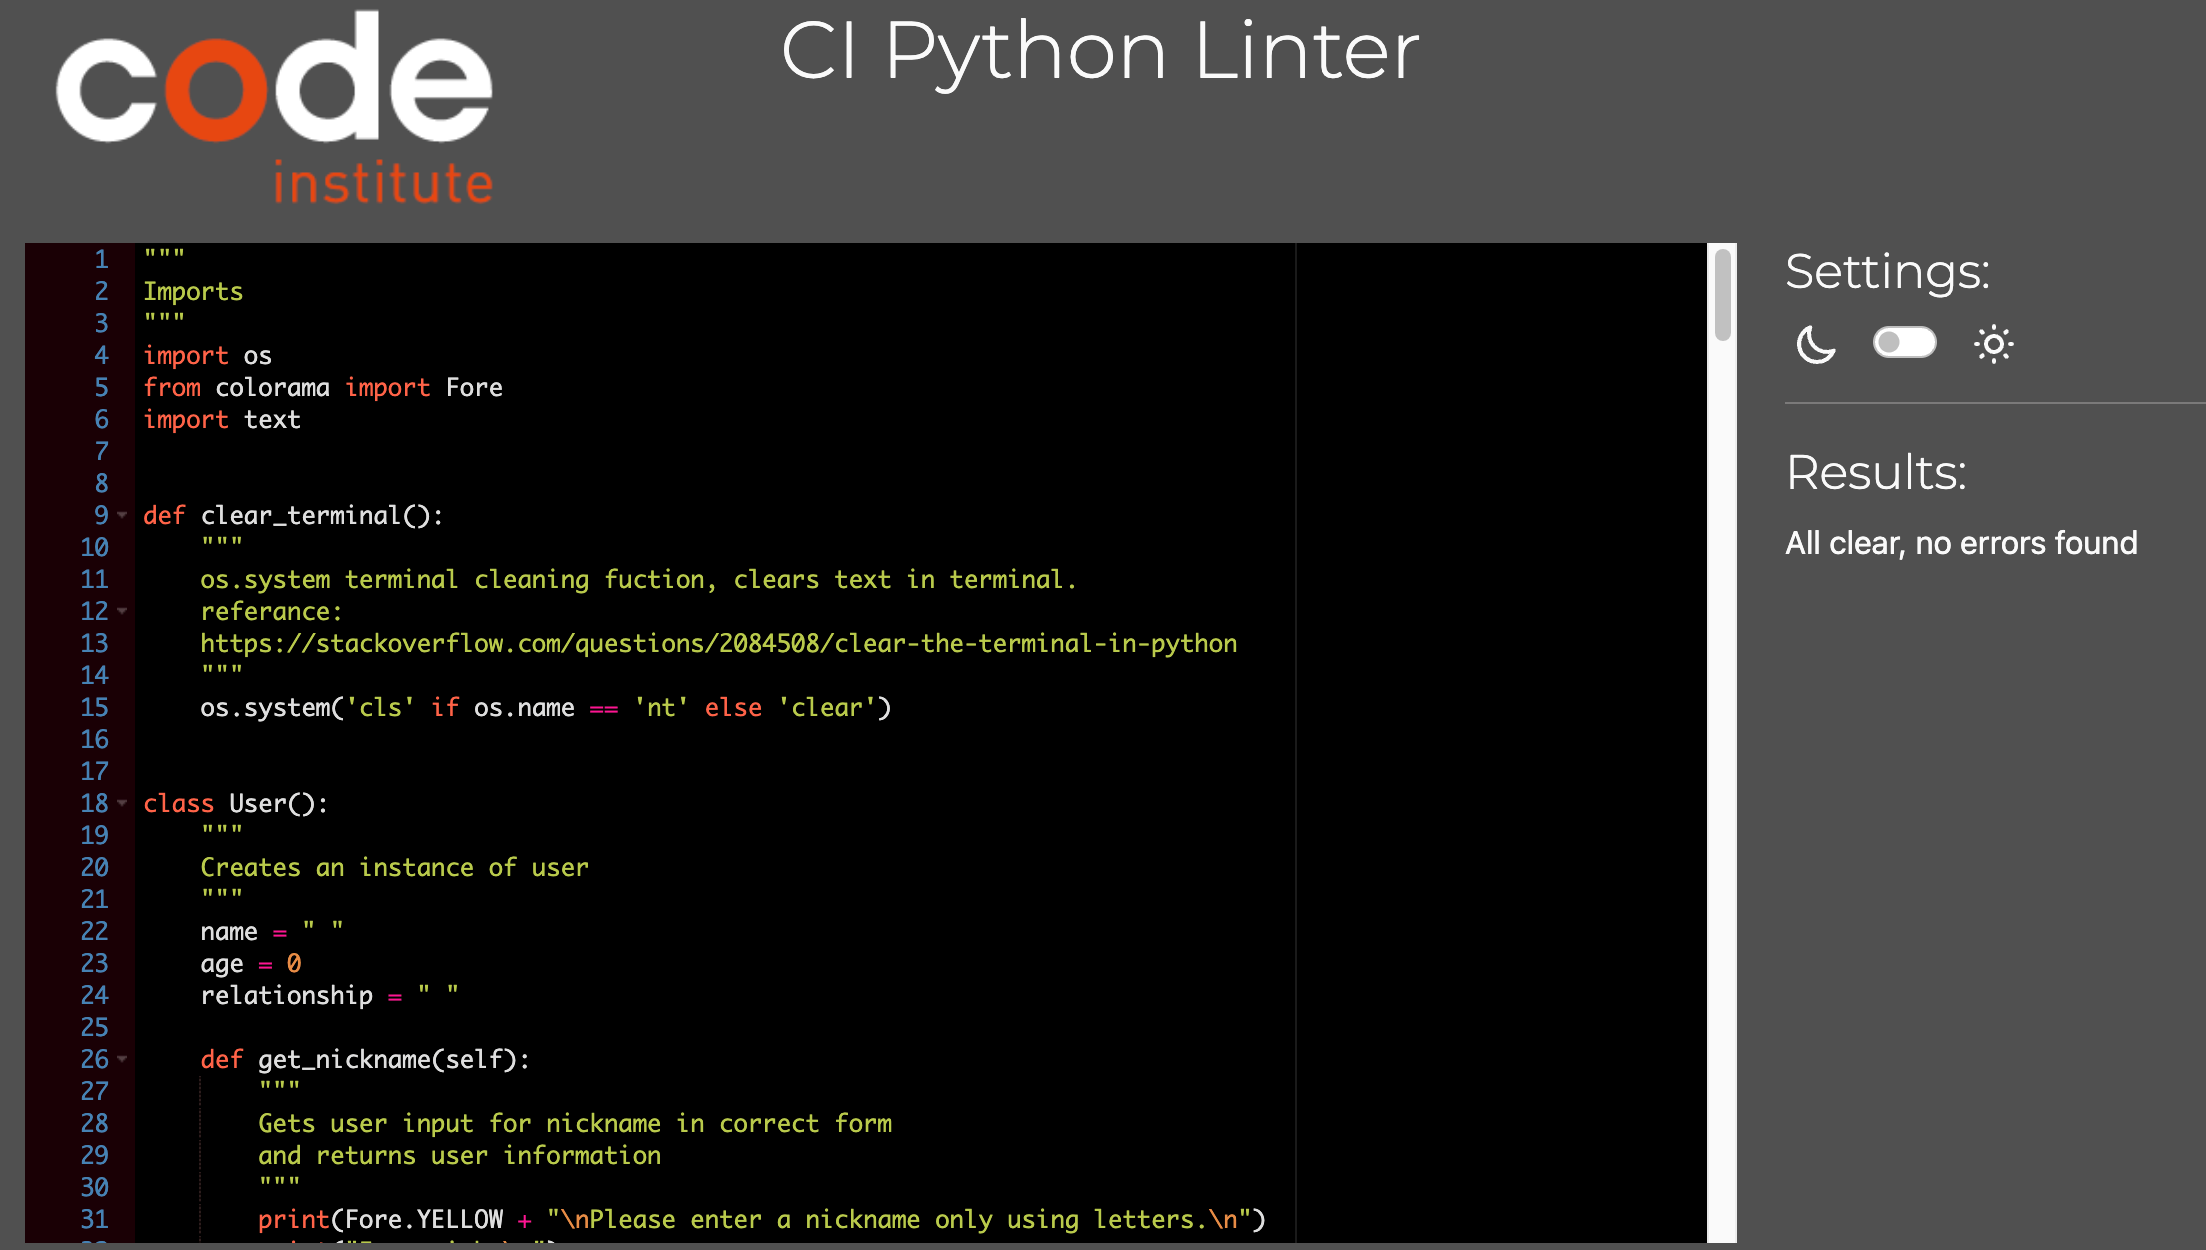 code
institute
CI Python Linter
1 """
2 Imports
3 """
4 import os
5 from colorama import Fore
6 import text
7
8
9 def clear_terminal():
10     """
11     os.system terminal cleaning fuction, clears text in terminal.
12     referance:
13     https://stackoverflow.com/questions/2084508/clear-the-terminal-in-python
14     """
15     os.system('cls' if os.name == 'nt' else 'clear')
16
17
18 class User():
19     """
20     Creates an instance of user
21     """
22     name = " "
23     age = 0
24     relationship = " "
25
26     def get_nickname(self):
27         """
28         Gets user input for nickname in correct form
29         and returns user information
30         """
31         print(Fore.YELLOW + "\nPlease enter a nickname only using letters.\n")
Settings:
Results:
All clear, no errors found